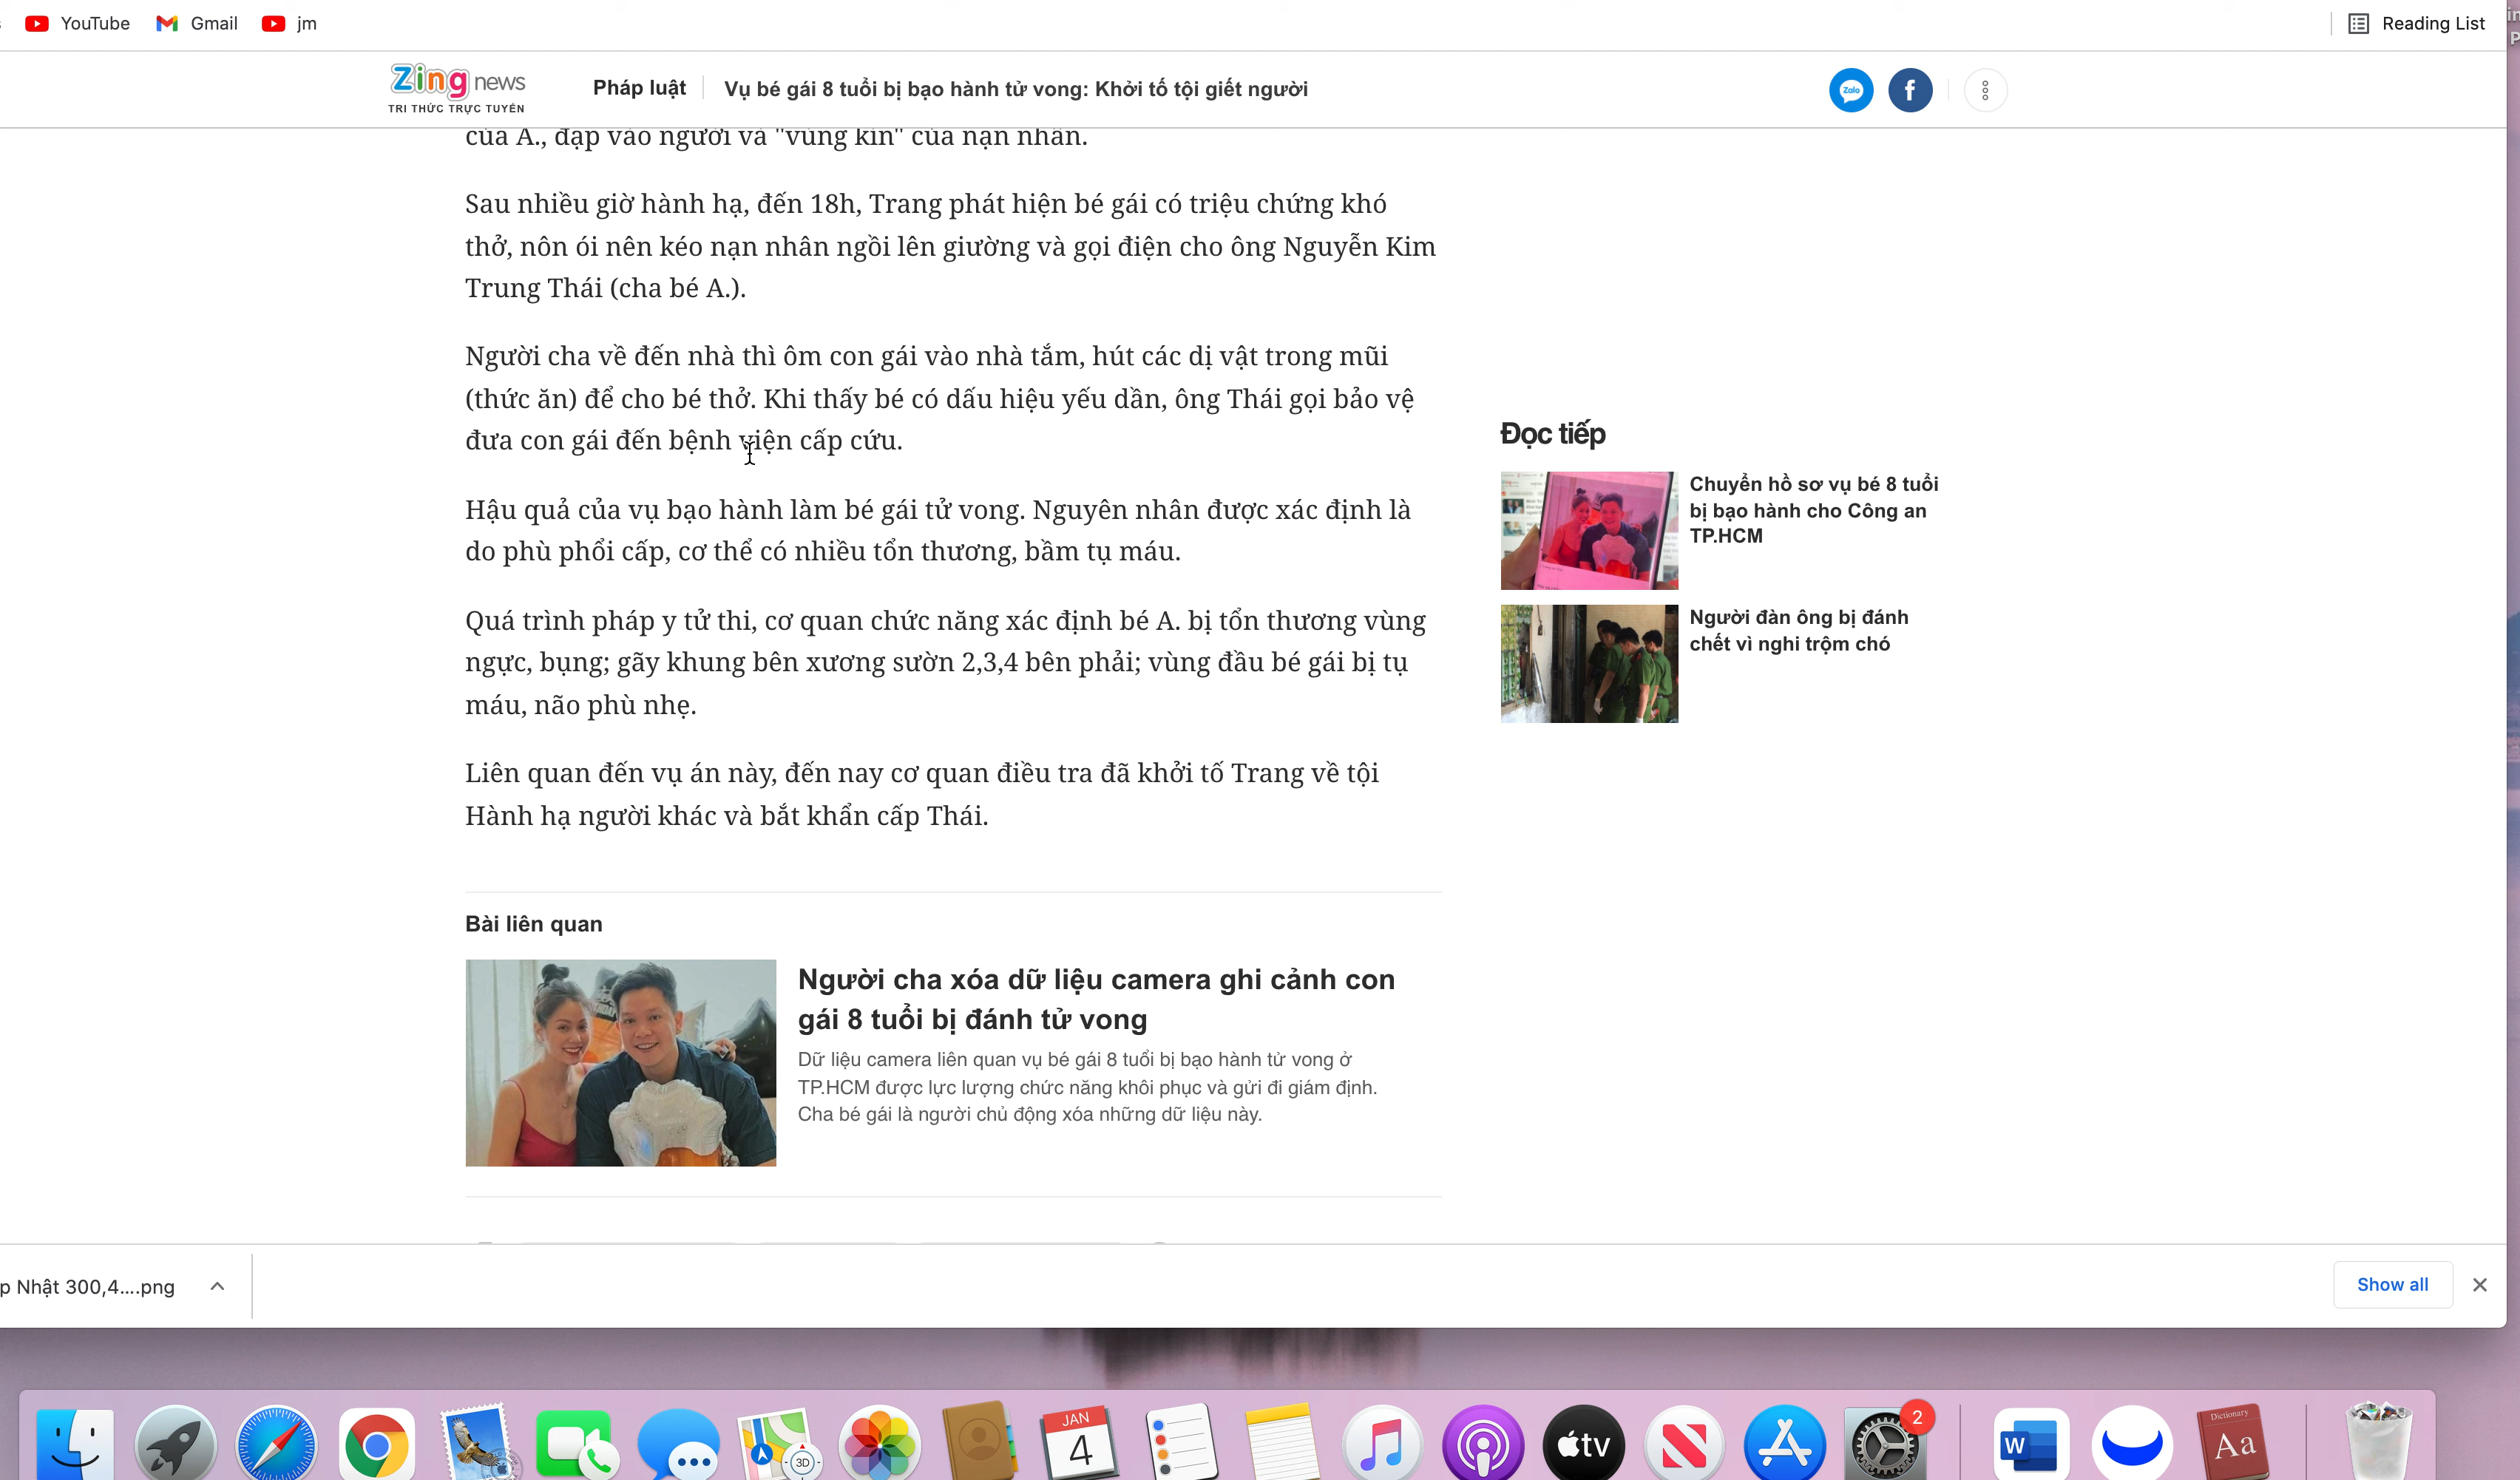 YouTube
Gmail
jm
Reading List
Zing news
TRI THỨC TRỰC TUYẾN
Pháp luật
Vụ bé gái 8 tuổi bị bạo hành tử vong: Khởi tố tội giết người
Zalo
f
của A., đạp vào người và "vùng kín" của nạn nhân.
Sau nhiều giờ hành hạ, đến 18h, Trang phát hiện bé gái có triệu chứng khó
thở, nôn ói nên kéo nạn nhân ngồi lên giường và gọi điện cho ông Nguyễn Kim
Trung Thái (cha bé A.).
Người cha về đến nhà thì ôm con gái vào nhà tắm, hút các dị vật trong mũi
(thức ăn) để cho bé thở. Khi thấy bé có dấu hiệu yếu dần, ông Thái gọi bảo vệ
đưa con gái đến bệnh viện cấp cứu.
Hậu quả của vụ bạo hành làm bé gái tử vong. Nguyên nhân được xác định là
do phù phổi cấp, cơ thể có nhiều tổn thương, bầm tụ máu.
Quá trình pháp y tử thi, cơ quan chức năng xác định bé A. bị tổn thương vùng
ngực, bụng; gãy khung bên xương sườn 2,3,4 bên phải; vùng đầu bé gái bị tụ
máu, não phù nhẹ.
Liên quan đến vụ án này, đến nay cơ quan điều tra đã khởi tố Trang về tội
Hành hạ người khác và bắt khẩn cấp Thái.
Đọc tiếp
Chuyển hồ sơ vụ bé 8 tuổi
bị bạo hành cho Công an
TP.HCM
Người đàn ông bị đánh
chết vì nghi trộm chó
Bài liên quan
Người cha xóa dữ liệu camera ghi cảnh con
gái 8 tuổi bị đánh tử vong
Dữ liệu camera liên quan vụ bé gái 8 tuổi bị bạo hành tử vong ở
TP.HCM được lực lượng chức năng khôi phục và gửi đi giám định.
Cha bé gái là người chủ động xóa những dữ liệu này.
p Nhật 300,4....png
Show all
3D
JAN
4
tv
2
W
Dictionary
Aa